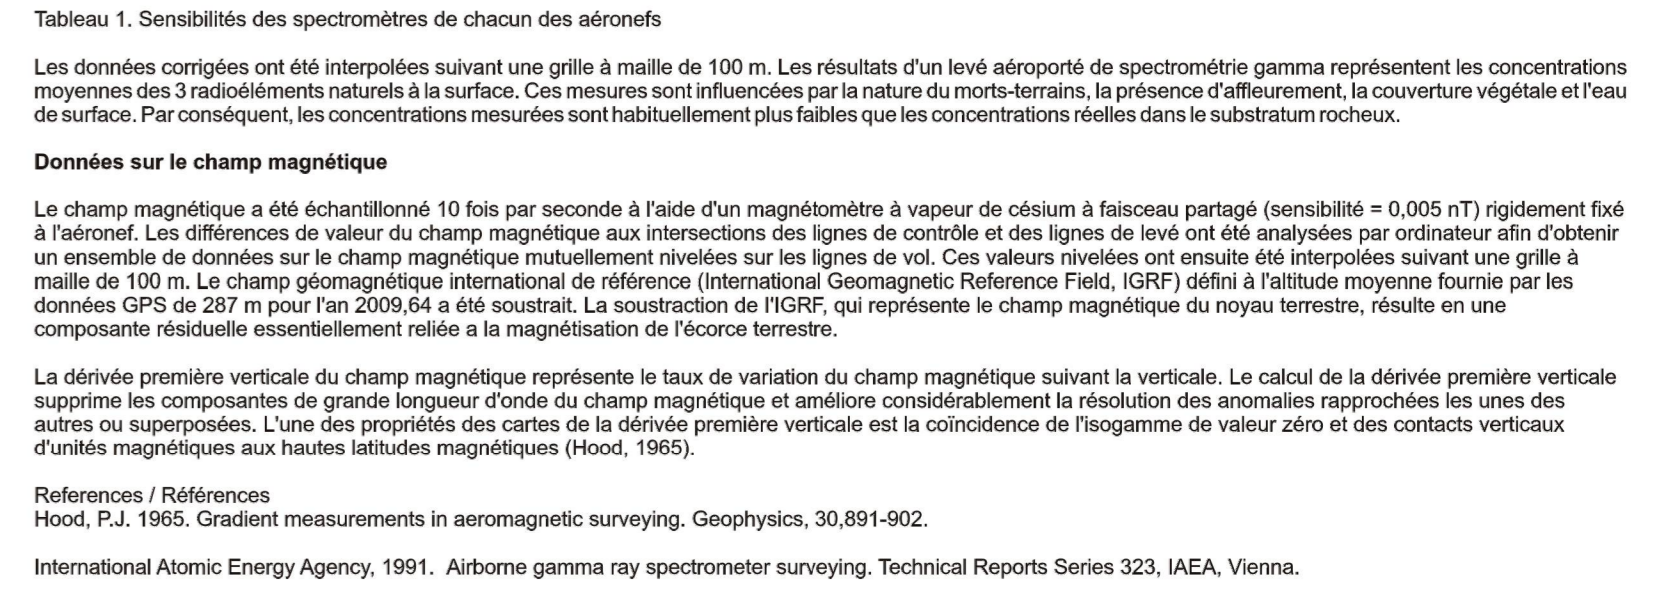 Tableau 1. Sensibilités des spectromètres de chacun des aéronefs
Les données corrigées ont été interpolées suivant une grille à maille de 100 m. Les résultats d'un levé aéroporté de spectrométrie gamma représentent les concentrations
moyennes des 3 radioéléments naturels à la surface. Ces mesures sont influencées par la nature du morts-terrains, la présence d'affleurement, la couverture végétale et l'eau
de surface. Par conséquent, les concentrations mesurées sont habituellement plus faibles que les concentrations réelles dans le substratum rocheux.
Données sur le champ magnétique
Le champ magnétique a été échantillonné 10 fois par seconde à l'aide d'un magnétomètre à vapeur de césium à faisceau partagé (sensibilité = 0,005 nT) rigidement fixé
à l'aéronef. Les différences de valeur du champ magnétique aux intersections des lignes de contrôle et des lignes de levé ont été analysées par ordinateur afin d'obtenir
un ensemble de données sur le champ magnétique mutuellement nivelées sur les lignes de vol. Ces valeurs nivelées ont ensuite été interpolées suivant une grille à
maille de 100 m. Le champ géomagnétique international de référence (International Geomagnetic Reference Field, IGRF) défini à l'altitude moyenne fournie par les
données GPS de 287 m pour l'an 2009,64 a été soustrait. La soustraction de l'IGRF, qui représente le champ magnétique du noyau terrestre, résulte en une
composante résiduelle essentiellement reliée a la magnétisation de l'écorce terrestre.
La dérivée première verticale du champ magnétique représente le taux de variation du champ magnétique suivant la verticale. Le calcul de la dérivée première verticale
supprime les composantes de grande longueur d'onde du champ magnétique et améliore considérablement la résolution des anomalies rapprochées les unes des
autres ou superposées. L'une des propriétés des cartes de la dérivée première verticale est la coïncidence de l'isogamme de valeur zéro et des contacts verticaux
d'unités magnétiques aux hautes latitudes magnétiques (Hood, 1965).
References / Références
Hood, P.J. 1965. Gradient measurements in aeromagnetic surveying. Geophysics, 30,891-902.
International Atomic Energy Agency, 1991. Airborne gamma ray spectrometer surveying. Technical Reports Series 323, IAEA, Vienna.